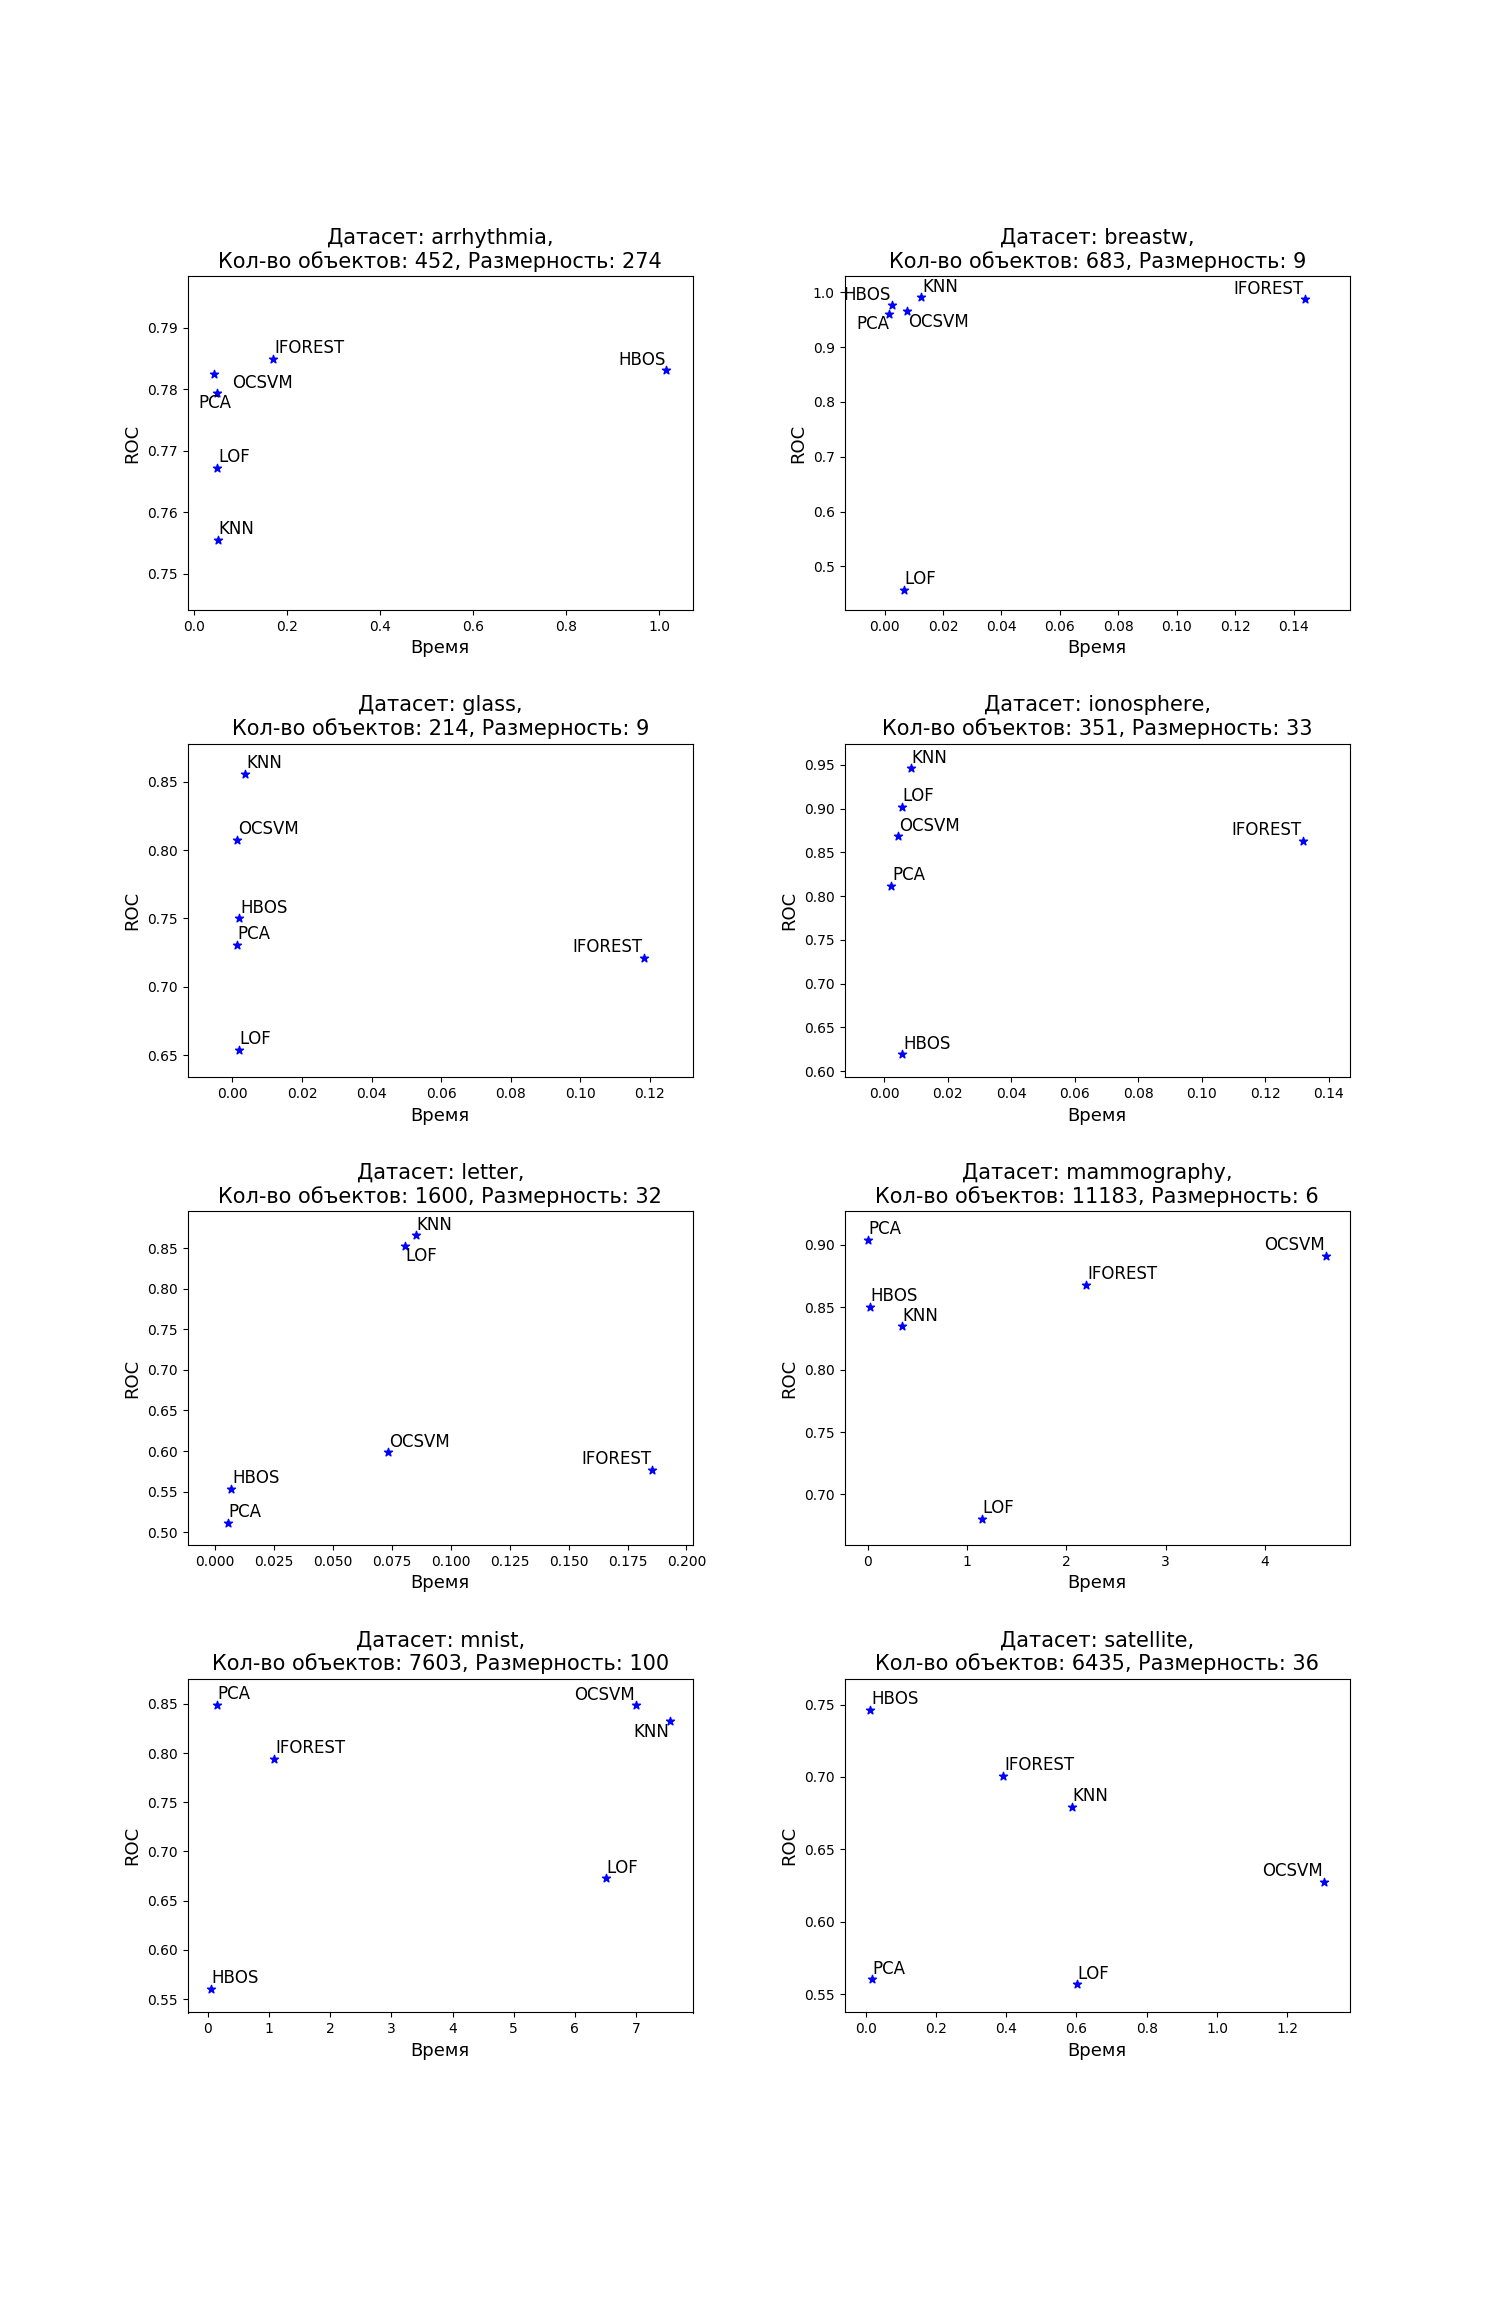 Датасет: arrhythmia,
Кол-во объектов: 452, Размерность: 274
0.79
0.78
0.77
0.76
0.75
ROC
IFOREST
HBOS
OCSVM
PCA
LOF
KNN
0.0 0.2 0.4 0.6 0.8 1.0
Время
Датасет: breastw,
Кол-во объектов: 683, Размерность: 9
1.0
0.9
0.8
0.7
0.6
0.5
ROC
KNN
IFOREST
HBOS
PCA
OCSVM
LOF
0.00 0.02 0.04 0.06 0.08 0.10 0.12 0.14
Время
Датасет: glass,
Кол-во объектов: 214, Размерность: 9
0.85
0.80
0.75
0.70
0.65
ROC
KNN
OCSVM
HBOS
PCA
IFOREST
LOF
0.00 0.02 0.04 0.06 0.08 0.10 0.12
Время
Датасет: ionosphere,
Кол-во объектов: 351, Размерность: 33
0.95
0.90
0.85
0.80
0.75
0.70
0.65
0.60
ROC
KNN
LOF
OCSVM
IFOREST
PCA
HBOS
0.00 0.02 0.04 0.06 0.08 0.10 0.12 0.14
Время
Датасет: letter,
Кол-во объектов: 1600, Размерность: 32
0.85
0.80
0.75
0.70
0.65
0.60
0.55
0.50
ROC
KNN
LOF
OCSVM
IFOREST
HBOS
PCA
0.000 0.025 0.050 0.075 0.100 0.125 0.150 0.175 0.200
Время
Датасет: mammography,
Кол-во объектов: 11183, Размерность: 6
0.90
0.85
0.80
0.75
0.70
ROC
PCA
OCSVM
IFOREST
HBOS
KNN
LOF
0 1 2 3 4
Время
Датасет: mnist,
Кол-во объектов: 7603, Размерность: 100
0.85
0.80
0.75
0.70
0.65
0.60
0.55
ROC
PCA
OCSVM
KNN
IFOREST
LOF
HBOS
0 1 2 3 4 5 6 7
Время
Датасет: satellite,
Кол-во объектов: 6435, Размерность: 36
0.75
0.70
0.65
0.60
0.55
ROC
HBOS
IFOREST
KNN
OCSVM
PCA
LOF
0.0 0.2 0.4 0.6 0.8 1.0 1.2
Время